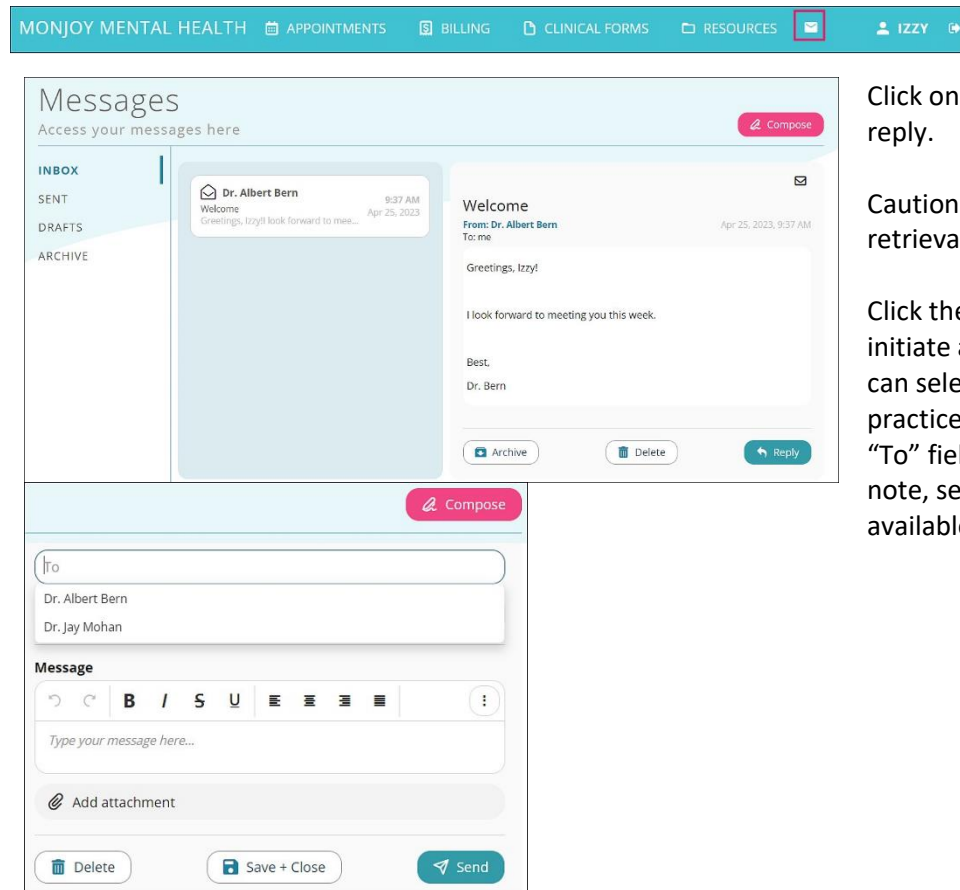 MONJOY MENTAL HEALTH APPOINTMENTS BILLING CLINICAL FORMS RESOURCES IZZY
Messages
Access your messages here
Compose
INBOX
SENT
DRAFTS
ARCHIVE
Dr. Albert Bern
9:37 AM
Welcome
Apr 25, 2023
Greetings, Izzy!I look forward to mee...
Welcome
From: Dr. Albert Bern
Apr 25, 2023, 9:37 AM
To: me
Greetings, Izzy!
I look forward to meeting you this week.
Best,
Dr. Bern
Archive Delete Reply
Compose
To
Dr. Albert Bern
Dr. Jay Mohan
Message
B I S U
Type your message here...
Add attachment
Delete Save + Close Send
Click on
reply.
Caution
retrieva
Click the
initiate
can sele
practice
"To" fiel
note, se
available